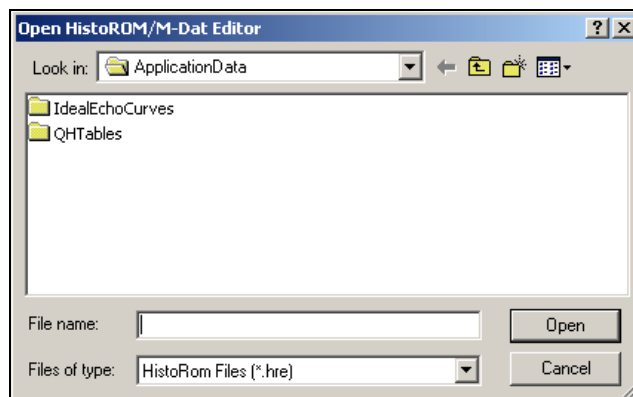 Open HistoROM/M-Dat Editor
Look in: ApplicationData
IdealEchoCurves
QHTables
File name: Open
Files of type: HistoRom Files (*.hre) Cancel